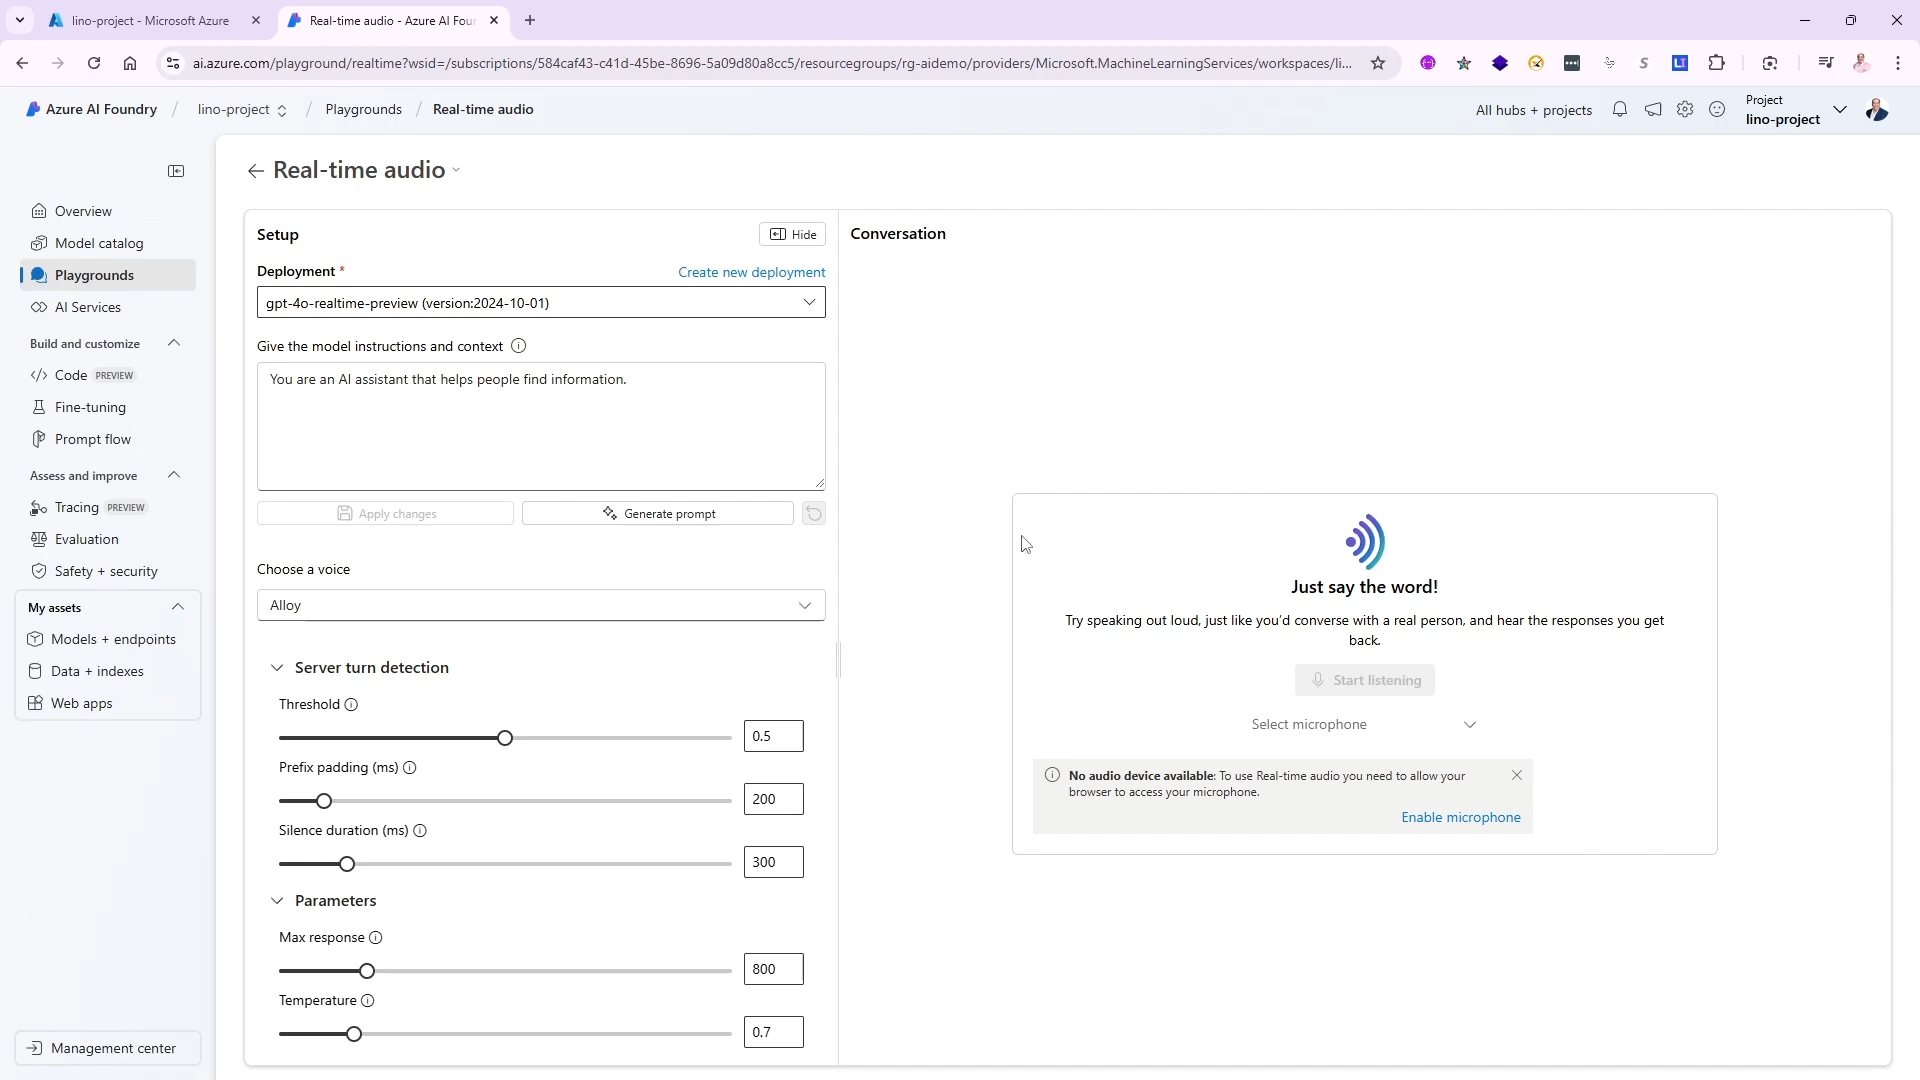 lino-project - Microsoft Azure
Real-time audio - Azure AI Foun
ai.azure.com/playground/realtime?wsid=/subscriptions/584caf43-c41d-45be-8696-5a09d80a8cc5/resourcegroups/rg-aidemo/providers/Microsoft.MachineLearningServices/workspaces/li...
Azure AI Foundry / lino-project / Playgrounds / Real-time audio
All hubs + projects
Project
lino-project
Real-time audio
Overview
Model catalog
Playgrounds
AI Services
Build and customize
Code PREVIEW
Fine-tuning
Prompt flow
Assess and improve
Tracing PREVIEW
Evaluation
Safety + security
My assets
Models + endpoints
Data + indexes
Web apps
Management center
Setup
Hide
Deployment *
Create new deployment
gpt-4o-realtime-preview (version:2024-10-01)
Give the model instructions and context
You are an AI assistant that helps people find information.
Apply changes
Generate prompt
Choose a voice
Alloy
Server turn detection
Threshold
0.5
Prefix padding (ms)
200
Silence duration (ms)
300
Parameters
Max response
800
Temperature
0.7
Conversation
Just say the word!
Try speaking out loud, just like you'd converse with a real person, and hear the responses you get
back.
Start listening
Select microphone
No audio device available: To use Real-time audio you need to allow your
browser to access your microphone.
Enable microphone